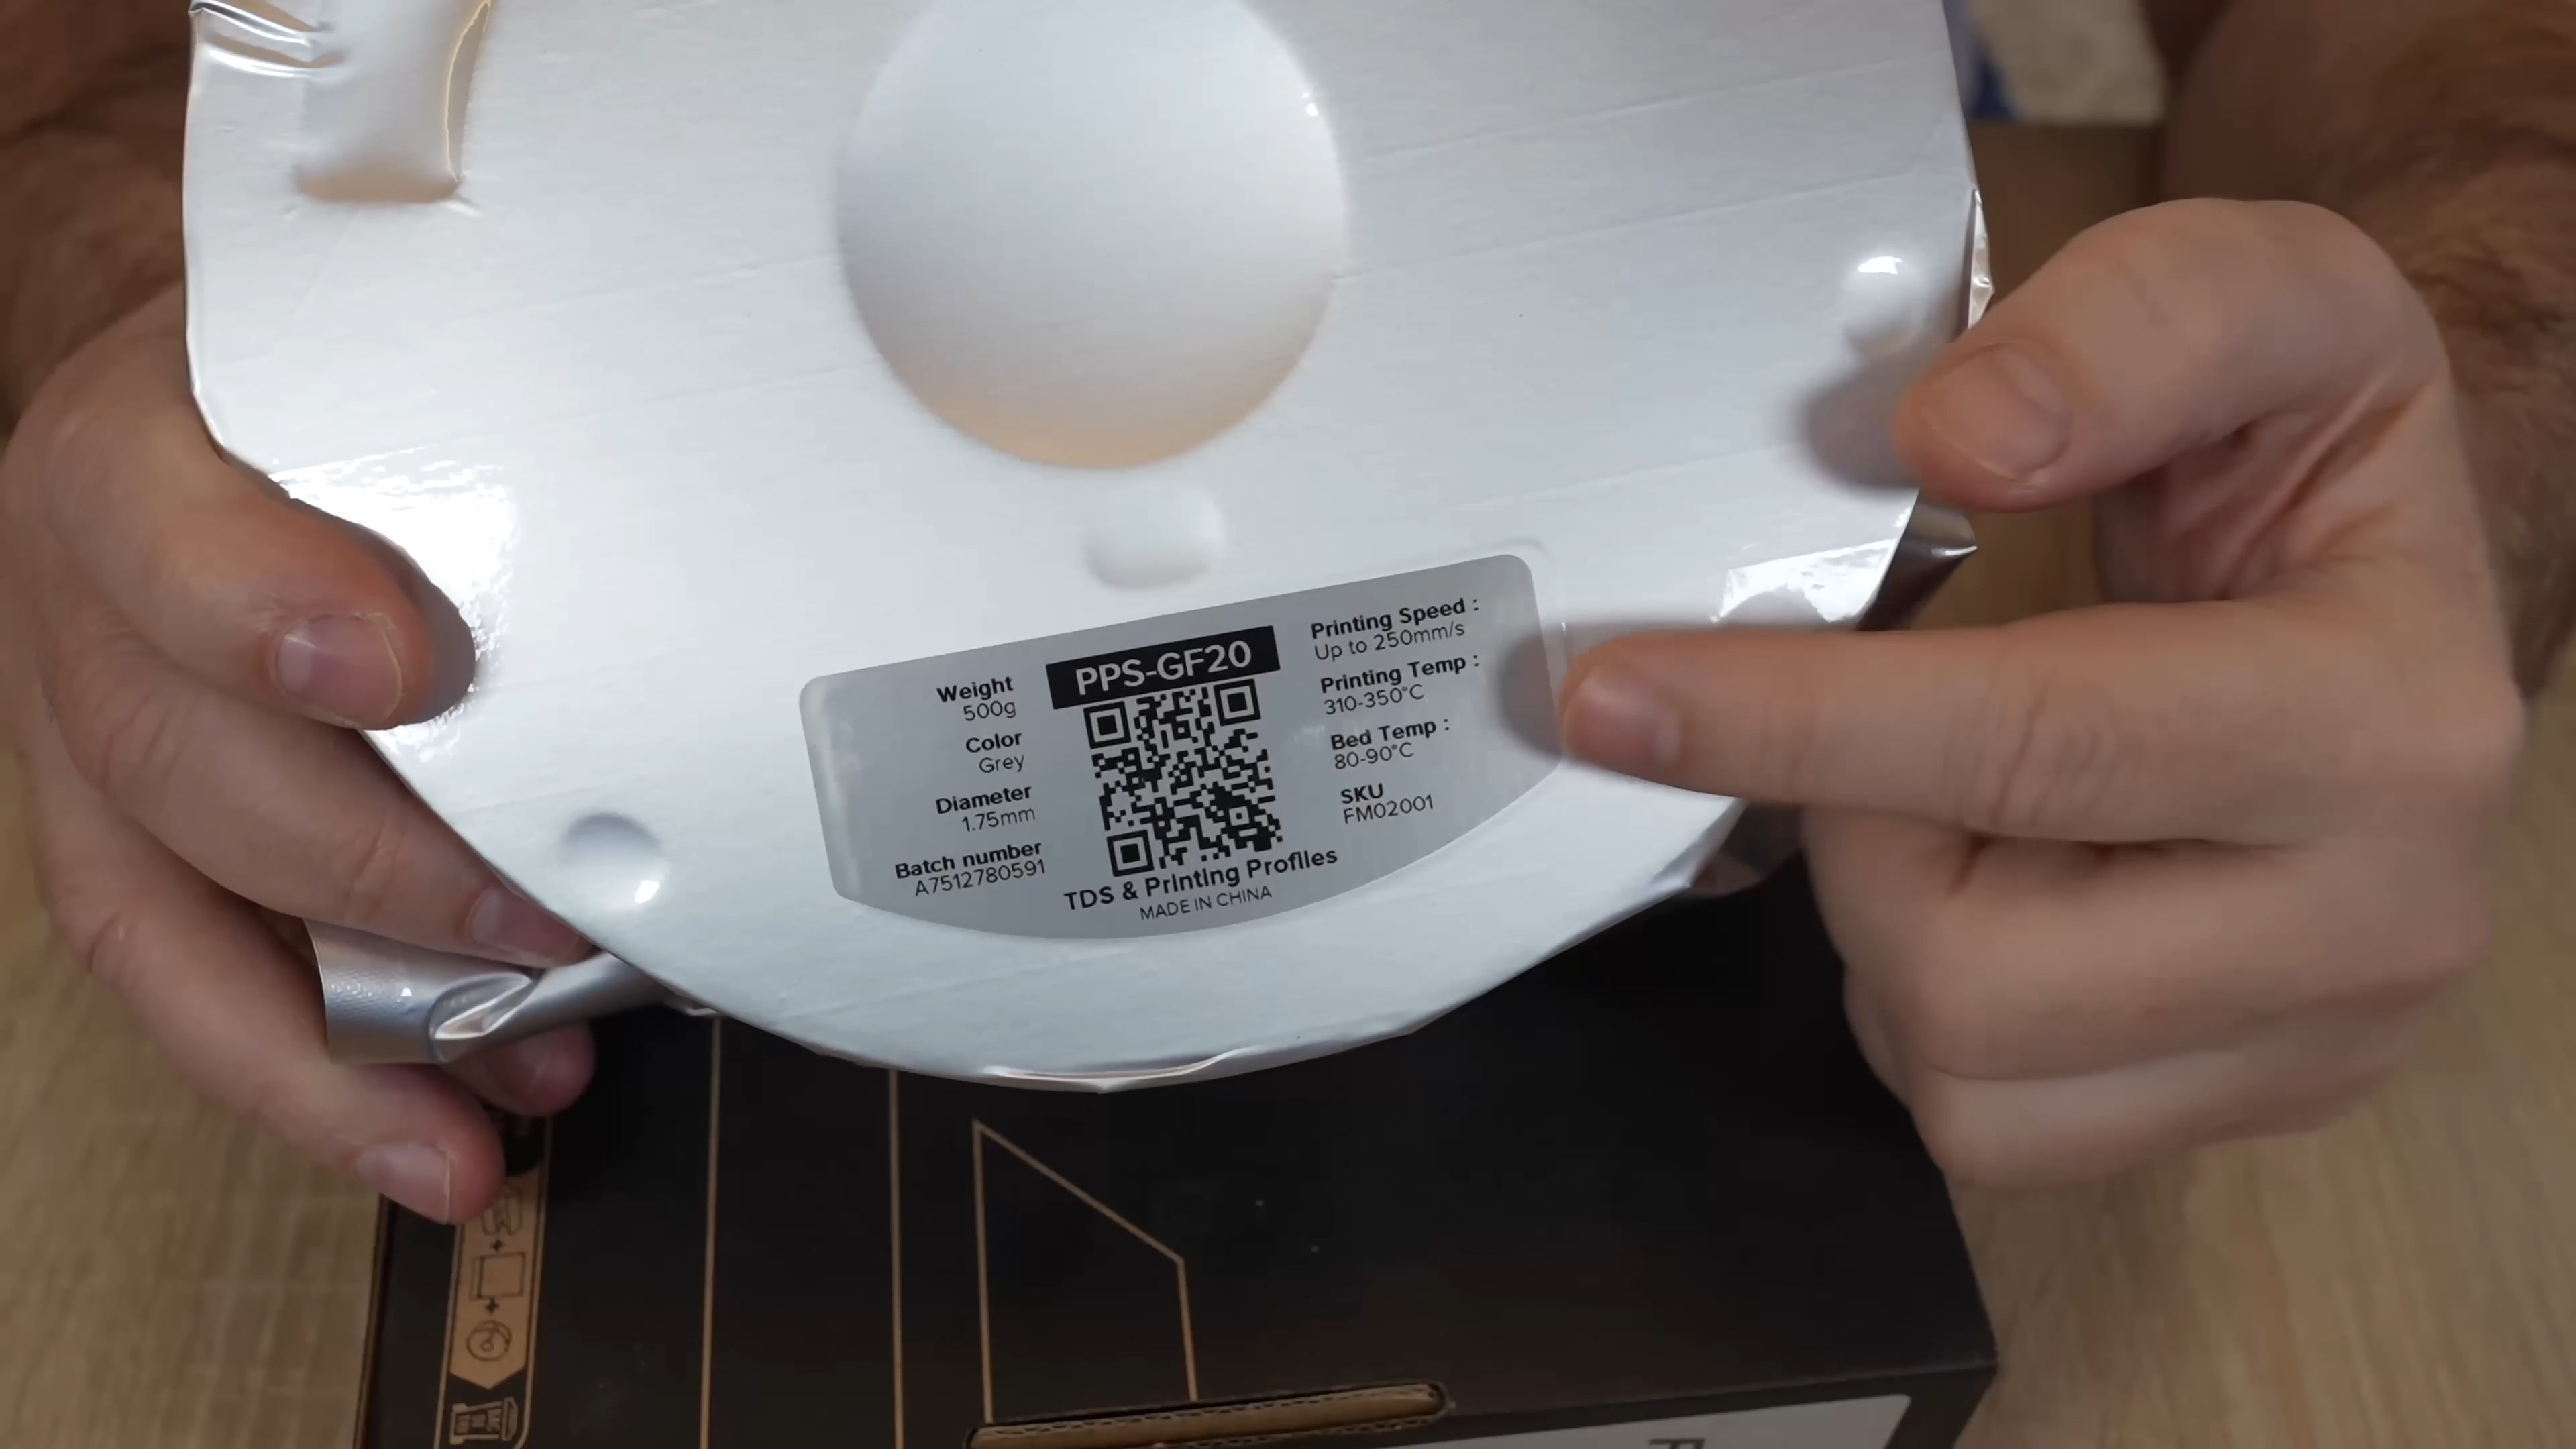 PPS-GF20
Weight
500g
Color
Grey
Diameter
1.75mm
Batch number
A7512780591
Printing Speed :
Up to 250mm/s
Printing Temp :
310-350°C
Bed Temp :
80-90°C
SKU
FM02001
TDS & Printing Profiles
MADE IN CHINA